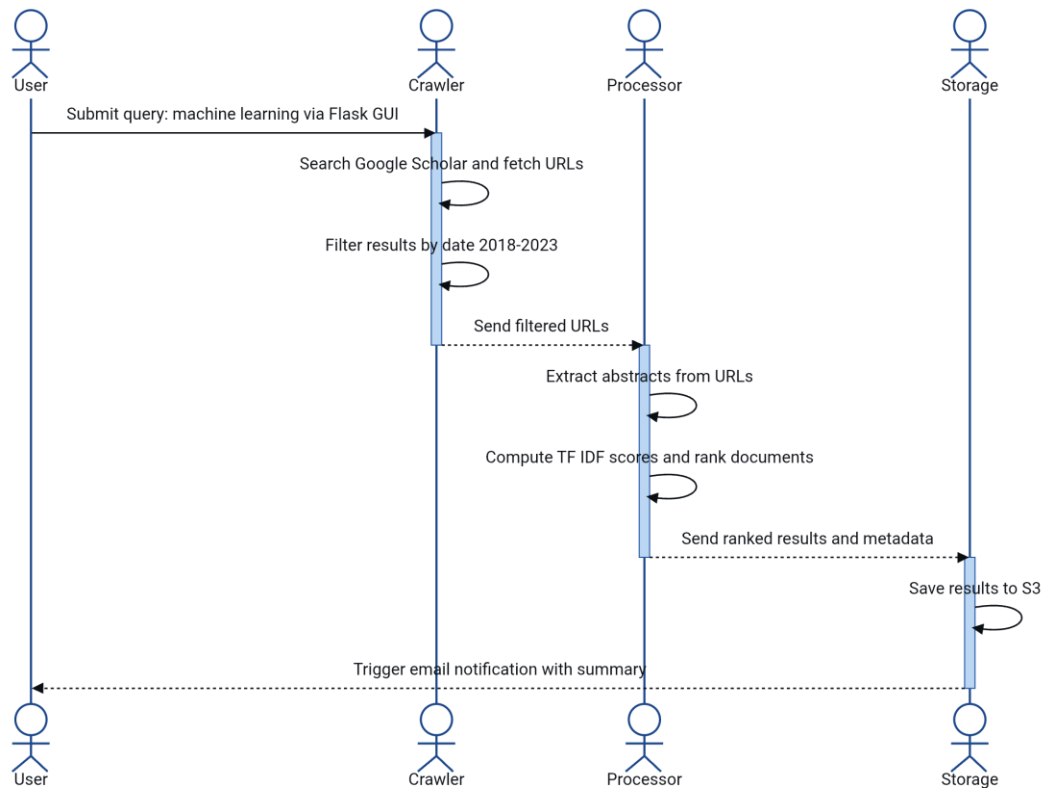 User
Crawler
Processor
Storage
Submit query: machine learning via Flask GUI
Search Google Scholar and fetch URLs
Filter results by date 2018-2023
Send filtered URLs
Extract abstracts from URLs
Compute TF IDF scores and rank documents
Send ranked results and metadata
Save results to S3
Trigger email notification with summary
User
Crawler
Processor
Storage